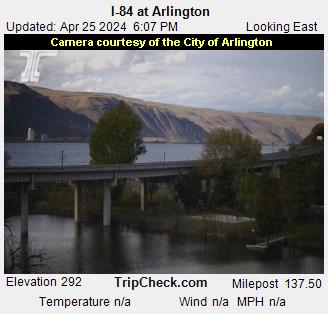 I-84 at Arlington
Updated: Apr 25 2024 6:07 PM Looking East
Camera courtesy of the City of Arlington
Elevation 292 TripCheck.com Milepost 137.50
Temperature n/a Wind n/a MPH n/a